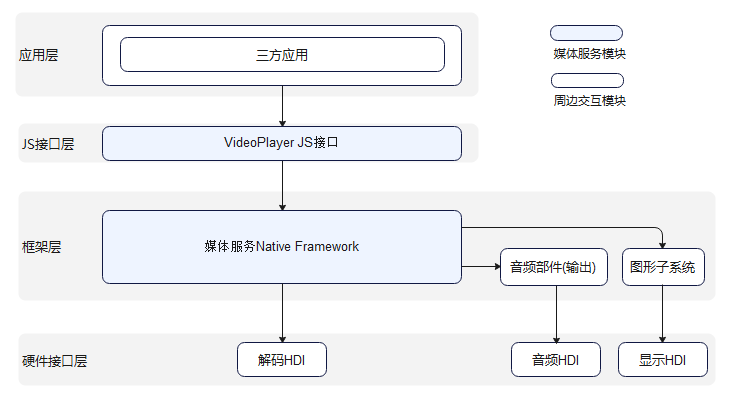 应用层
三方应用
媒体服务模块
周边交互模块
JS接口层
VideoPlayer JS接口
框架层
媒体服务Native Framework
音频部件(输出)
图形子系统
硬件接口层
解码HDI
音频HDI
显示HDI